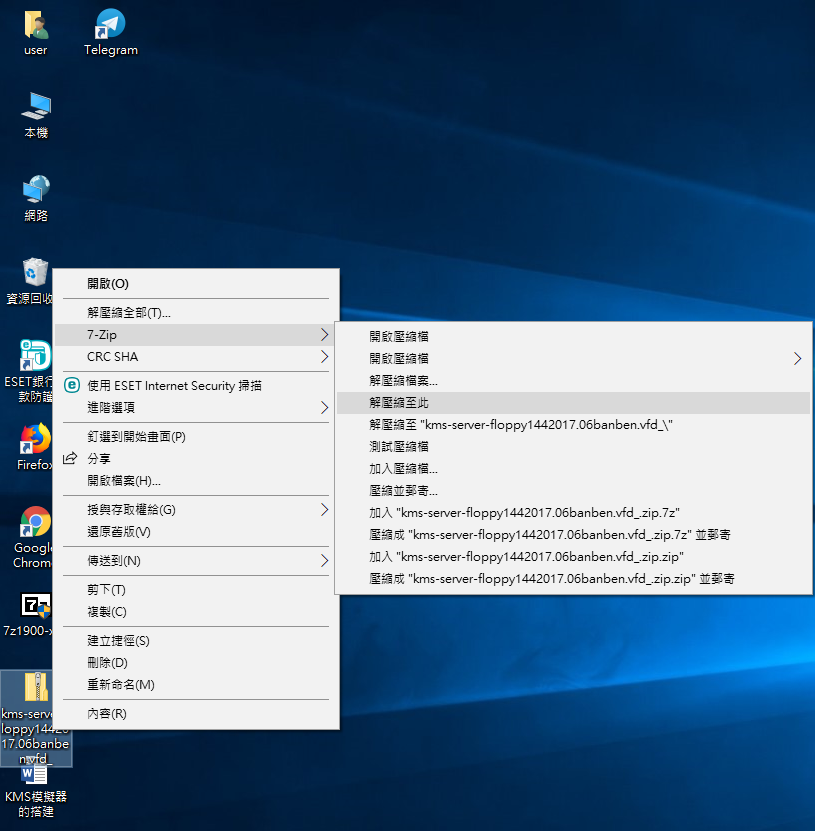 user
Telegram
本機
網路
資源回收
ESET銀行
款防護
Firefox
Google
Chrome
7z1900-x
kms-serve
loppy14420
17.06banbe
n.vfd_
KMS模擬器
的搭建
開啟(O)
解壓縮全部(T)...
7-Zip
CRC SHA
使用 ESET Internet Security 掃描
進階選項
釘選到開始畫面(P)
分享
開啟檔案(H)...
授與存取權給(G)
還原舊版(V)
傳送到(N)
剪下(T)
複製(C)
建立捷徑(S)
刪除(D)
重新命名(M)
內容(R)
開啟壓縮檔
開啟壓縮檔
解壓縮檔案...
解壓縮至此
解壓縮至 "kms-server-floppy1442017.06banben.vfd_\"
測試壓縮檔
加入壓縮檔...
壓縮並郵寄...
加入 "kms-server-floppy1442017.06banben.vfd_.zip.7z"
壓縮成 "kms-server-floppy1442017.06banben.vfd_.zip.7z" 並郵寄
加入 "kms-server-floppy1442017.06banben.vfd_.zip.zip"
壓縮成 "kms-server-floppy1442017.06banben.vfd_.zip.zip" 並郵寄